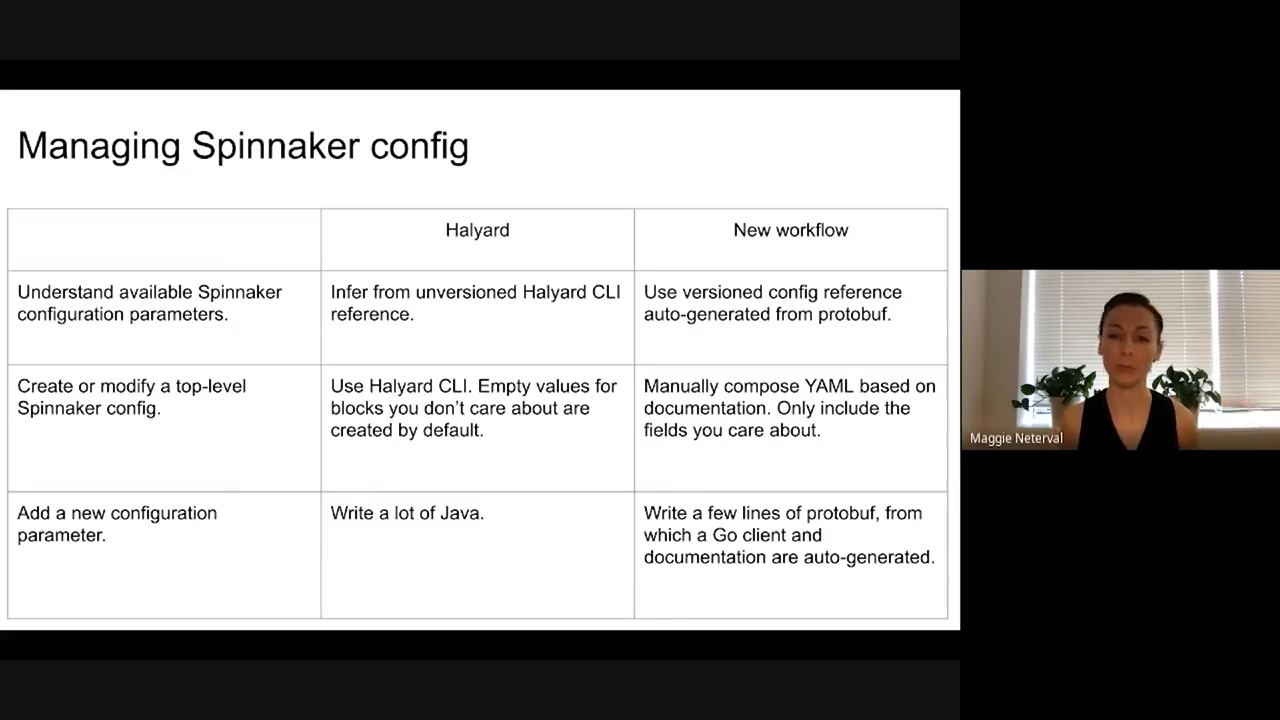 Managing Spinnaker config
Halyard
New workflow
Understand available Spinnaker
configuration parameters.
Infer from unversioned Halyard CLI
reference.
Use versioned config reference
auto-generated from protobuf.
Create or modify a top-level
Spinnaker config.
Use Halyard CLI. Empty values for
blocks you don’t care about are
created by default.
Manually compose YAML based on
documentation. Only include the
fields you care about.
Add a new configuration
parameter.
Write a lot of Java.
Write a few lines of protobuf, from
which a Go client and
documentation are auto-generated.
Maggie Neterval